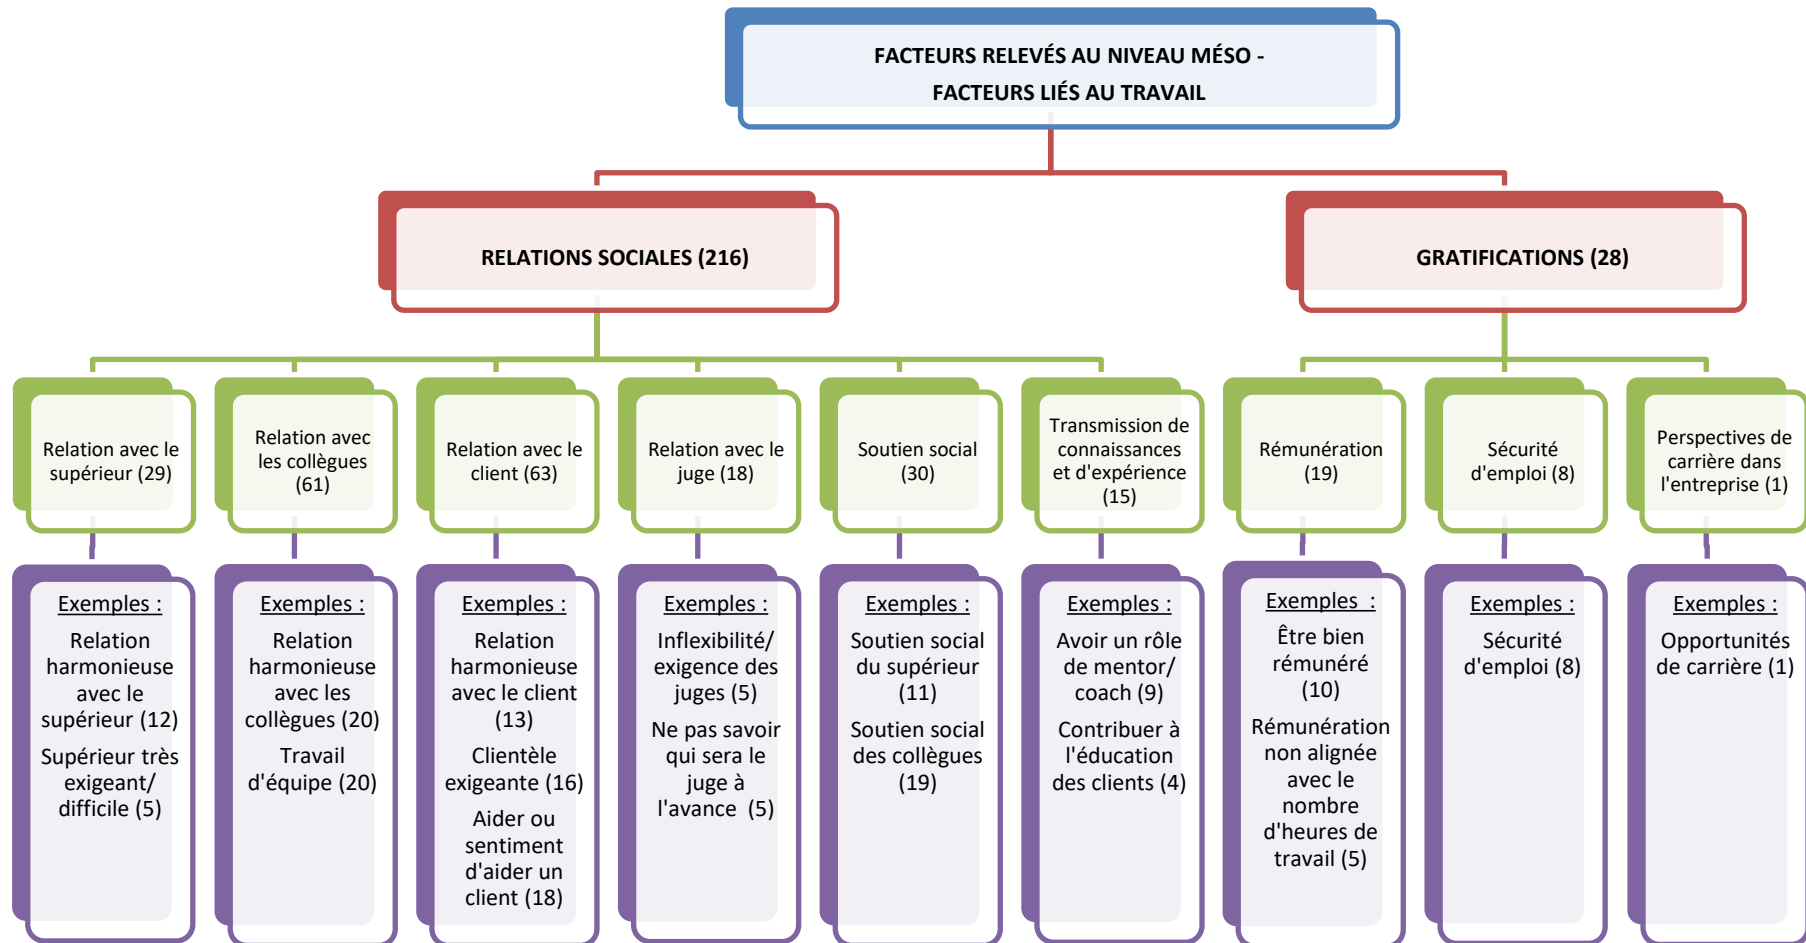 FACTEURS RELEVÉS AU NIVEAU MÉSO -
FACTEURS LIÉS AU TRAVAIL
RELATIONS SOCIALES (216)
GRATIFICATIONS (28)
Relation avec le
supérieur (29)
Relation avec
les collègues
(61)
Relation avec le
client (63)
Relation avec le
juge (18)
Soutien social
(30)
Transmission de
connaissances
et d'expérience
(15)
Rémunération
(19)
Sécurité
d'emploi (8)
Perspectives de
carrière dans
l'entreprise (1)
Exemples :
Relation
harmonieuse
avec le
supérieur (12)
Supérieur très
exigeant/
difficile (5)
Exemples :
Relation
harmonieuse
avec les
collègues (20)
Travail
d'équipe (20)
Exemples :
Relation
harmonieuse
avec le client
(13)
Clientèle
exigeante (16)
Aider ou
sentiment
d'aider un
client (18)
Exemples :
Inflexibilité/
exigence des
juges (5)
Ne pas savoir
qui sera le
juge à
l'avance  (5)
Exemples :
Soutien social
du supérieur
(11)
Soutien social
des collègues
(19)
Exemples :
Avoir un rôle
de mentor/
coach (9)
Contribuer à
l'éducation
des clients (4)
Exemples  :
Être bien
rémunéré
(10)
Rémunération
non alignée
avec le
nombre
d'heures de
travail (5)
Exemples :
Sécurité
d'emploi (8)
Exemples :
Opportunités
de carrière (1)